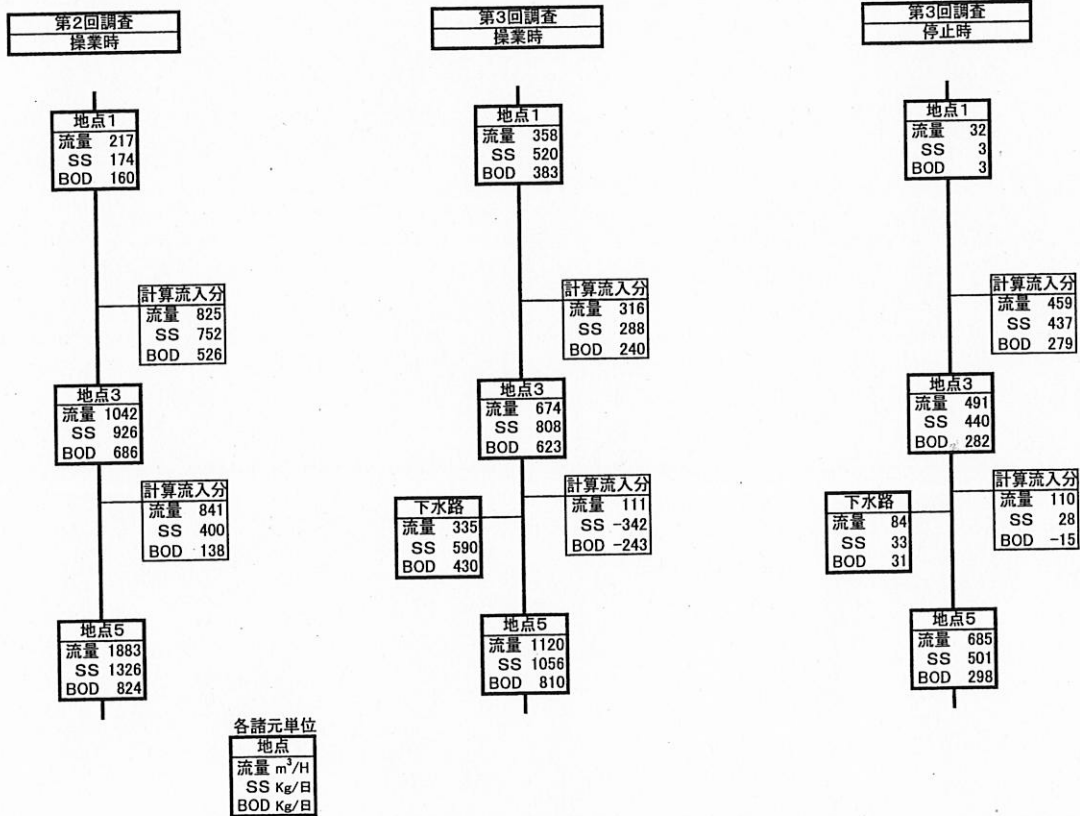 第2回調査
操業時
地点1
流量 217
SS 174
BOD 160
計算流入分
流量 825
SS 752
BOD 526
地点3
流量 1042
SS 926
BOD 686
計算流入分
流量 841
SS 400
BOD 138
地点5
流量 1883
SS 1326
BOD 824
第3回調査
操業時
地点1
流量 358
SS 520
BOD 383
計算流入分
流量 316
SS 288
BOD 240
地点3
流量 674
SS 808
BOD 623
計算流入分
流量 111
SS -342
BOD -243
下水路
流量 335
SS 590
BOD 430
地点5
流量 1120
SS 1056
BOD 810
第3回調査
停止時
地点1
流量 32
SS 3
BOD 3
計算流入分
流量 459
SS 437
BOD 279
地点3
流量 491
SS 440
BOD 282
計算流入分
流量 110
SS 28
BOD -15
下水路
流量 84
SS 33
BOD 31
地点5
流量 685
SS 501
BOD 298
各諸元単位
地点
流量 m³/H
SS Kg/日
BOD Kg/日